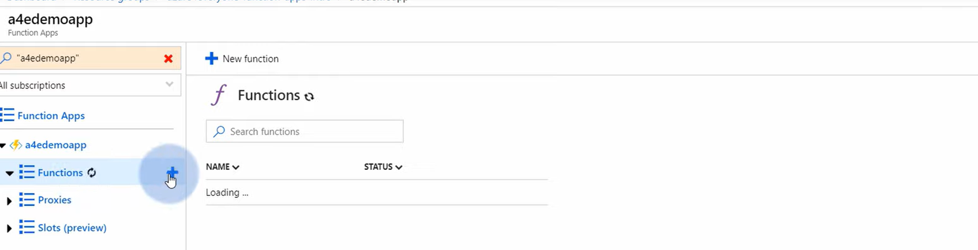 a4edemoapp
Function Apps
"a4edemoapp"
All subscriptions
Function Apps
a4edemoapp
Functions
Proxies
Slots (preview)
New function
Functions
Search functions
NAME STATUS
Loading ...